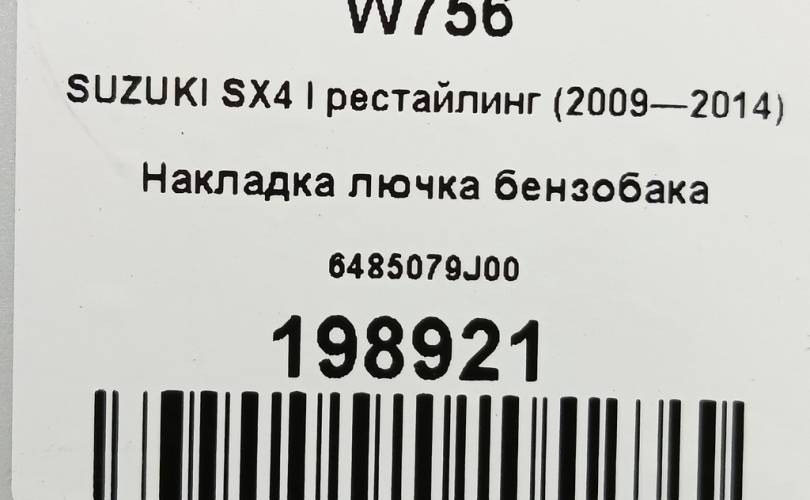 W756
SUZUKI SX4 I рестайлинг (2009—2014)
Накладка лючка бензобака
6485079J00
198921